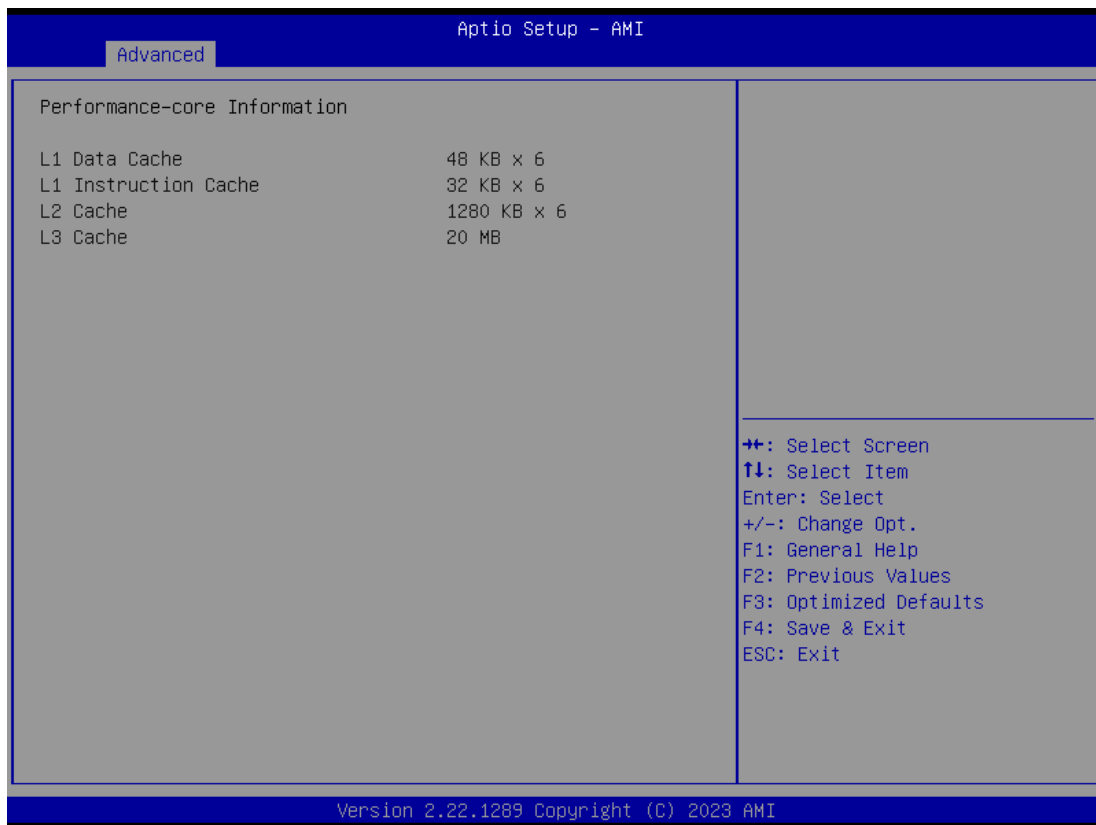 Aptio Setup – AMI
Advanced
Performance-core Information
L1 Data Cache 48 KB x 6
L1 Instruction Cache 32 KB x 6
L2 Cache 1280 KB x 6
L3 Cache 20 MB
→←: Select Screen
↑↓: Select Item
Enter: Select
+/-: Change Opt.
F1: General Help
F2: Previous Values
F3: Optimized Defaults
F4: Save & Exit
ESC: Exit
Version 2.22.1289 Copyright (C) 2023 AMI